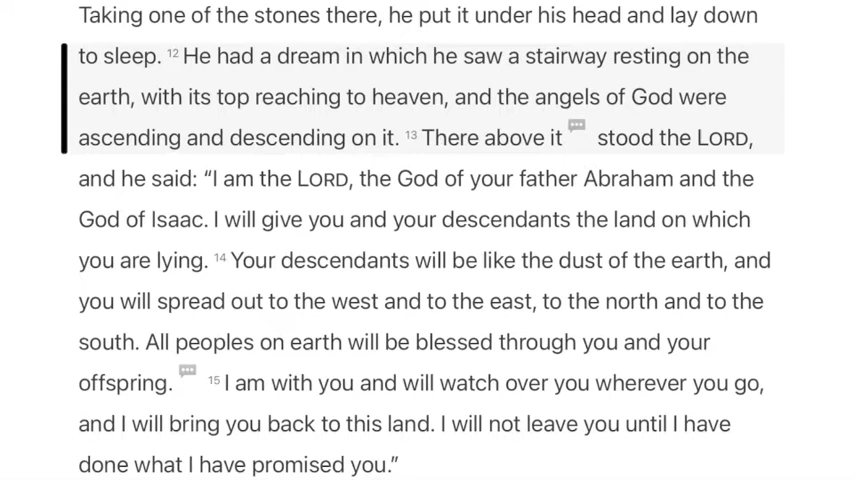 Taking one of the stones there, he put it under his head and lay down
to sleep. 12 He had a dream in which he saw a stairway resting on the
earth, with its top reaching to heaven, and the angels of God were
ascending and descending on it. 13 There above it stood the LORD,
and he said: “I am the LORD, the God of your father Abraham and the
God of Isaac. I will give you and your descendants the land on which
you are lying. 14 Your descendants will be like the dust of the earth, and
you will spread out to the west and to the east, to the north and to the
south. All peoples on earth will be blessed through you and your
offspring. 15 I am with you and will watch over you wherever you go,
and I will bring you back to this land. I will not leave you until I have
done what I have promised you.”